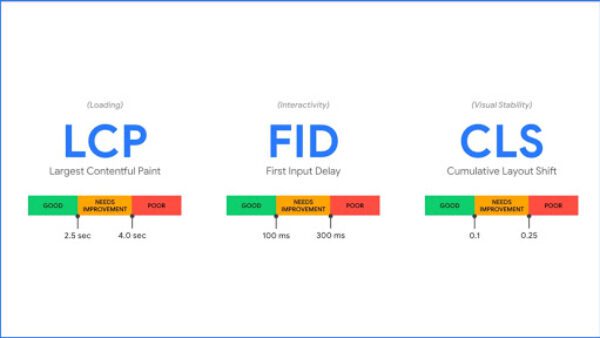 (Loading)
LCP
Largest Contentful Paint
GOOD
NEEDS
IMPROVEMENT
POOR
2.5 sec
4.0 sec
(Interactivity)
FID
First Input Delay
GOOD
NEEDS
IMPROVEMENT
POOR
100 ms
300 ms
(Visual Stability)
CLS
Cumulative Layout Shift
GOOD
NEEDS
IMPROVEMENT
POOR
0.1
0.25